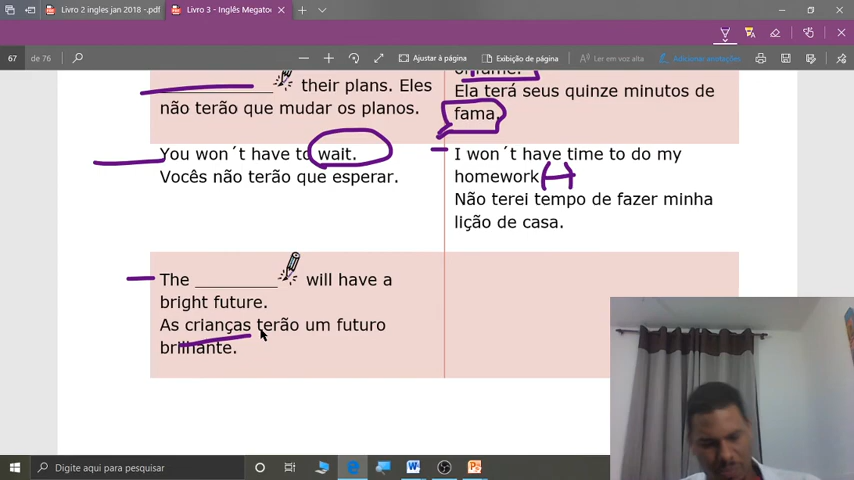 Livro 2 ingles jan 2018 -.pdf
Livro 3 - Inglês Megatoc
67 de 76
Ajustar à página
Exibição de página
Ler em voz alta
Adicionar anotações
their plans. Eles
não terão que mudar os planos.
You won´t have to wait.
Vocês não terão que esperar.
The __________ will have a
bright future.
As crianças terão um futuro
brilhante.
of fame.
Ela terá seus quinze minutos de
fama.
I won´t have time to do my
homework
Não terei tempo de fazer minha
lição de casa.
Digite aqui para pesquisar